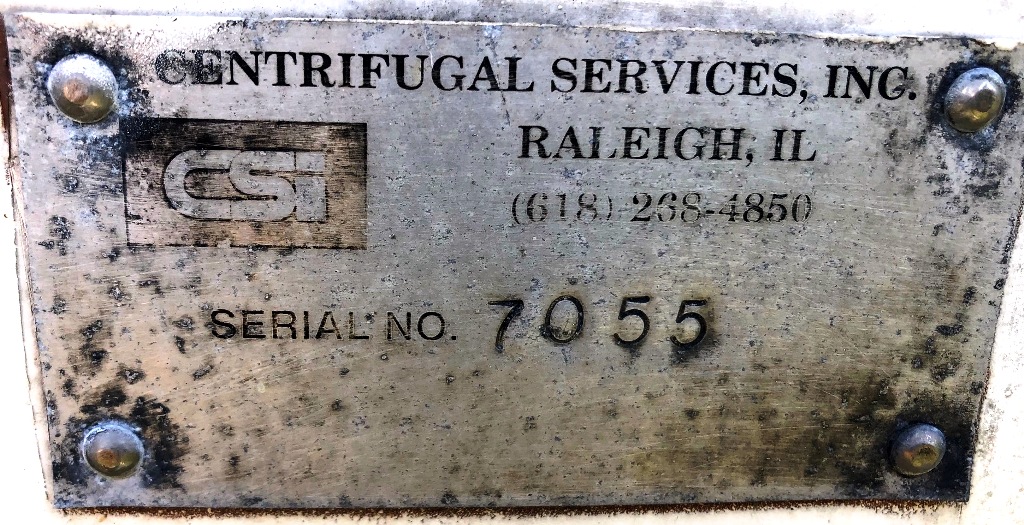 CENTRIFUGAL SERVICES, INC.
CSI
RALEIGH, IL
(618) 268-4850
SERIAL NO. 7055